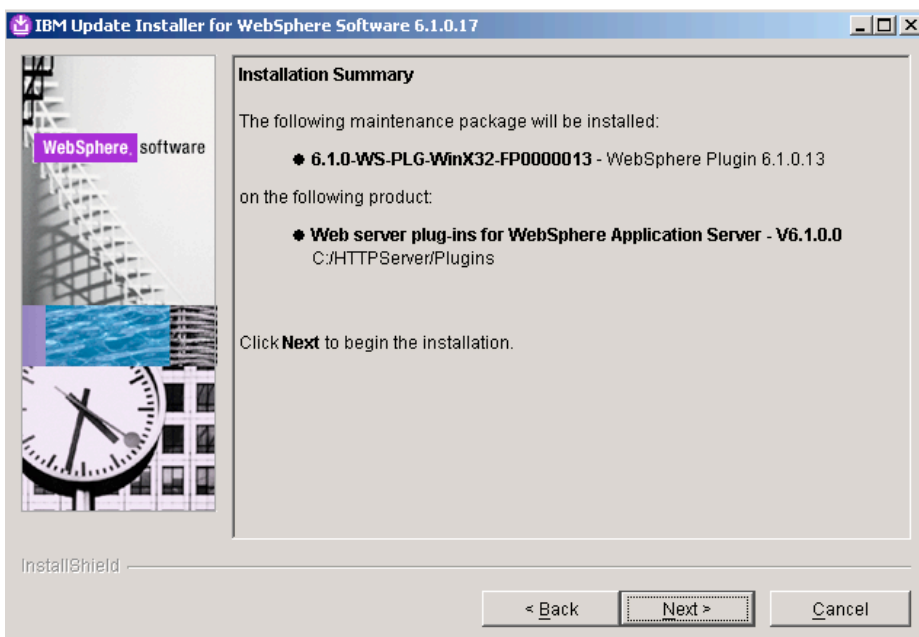 IBM Update Installer for WebSphere Software 6.1.0.17
WebSphere. software
Installation Summary
The following maintenance package will be installed:
● 6.1.0-WS-PLG-WinX32-FP0000013 - WebSphere Plugin 6.1.0.13
on the following product:
● Web server plug-ins for WebSphere Application Server - V6.1.0.0
C:/HTTPServer/Plugins
Click Next to begin the installation.
InstallShield
< Back
Next >
Cancel